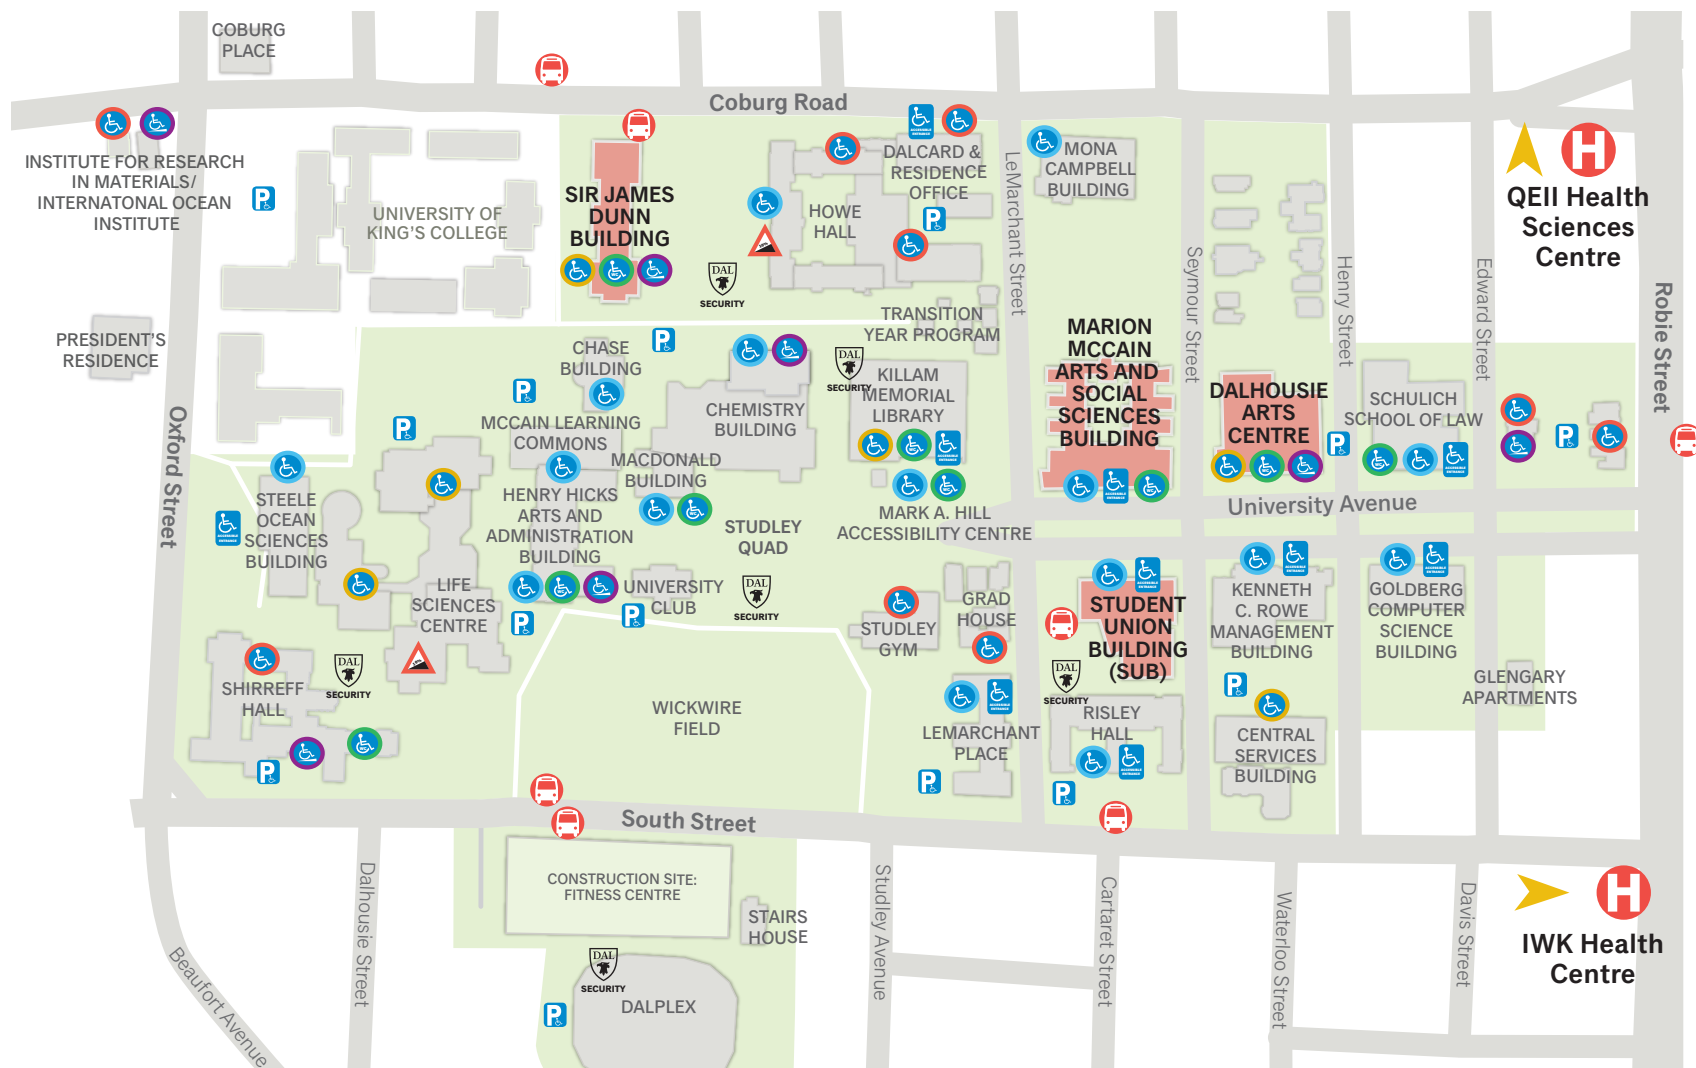 COBURG
PLACE
Coburg Road
INSTITUTE FOR RESEARCH
IN MATERIALS/
INTERNATONAL OCEAN
INSTITUTE
UNIVERSITY OF
KING'S COLLEGE
SIR JAMES
DUNN
BUILDING
HOWE
HALL
DALCARD &
RESIDENCE
OFFICE
ACCESSIBLE
ENTRANCE
MONA
CAMPBELL
BUILDING
H
QEII Health
Sciences
Centre
LeMarchant Street
Seymour Street
Henry Street
Edward Street
Robie Street
DAL
SECURITY
PRESIDENT'S
RESIDENCE
TRANSITION
YEAR PROGRAM
CHASE
BUILDING
DAL
SECURITY
KILLAM
MEMORIAL
LIBRARY
MARION
MCCAIN
ARTS AND
SOCIAL
SCIENCES
BUILDING
DALHOUSIE
ARTS
CENTRE
SCHULICH
SCHOOL OF LAW
MCCAIN LEARNING
COMMONS
CHEMISTRY
BUILDING
MACDONALD
BUILDING
Oxford Street
STEELE
OCEAN
SCIENCES
BUILDING
HENRY HICKS
ARTS AND
ADMINISTRATION
BUILDING
STUDLEY
QUAD
MARK A. HILL
ACCESSIBILITY CENTRE
University Avenue
LIFE
SCIENCES
CENTRE
UNIVERSITY
CLUB
DAL
SECURITY
STUDLEY
GYM
GRAD
HOUSE
STUDENT
UNION
BUILDING
(SUB)
KENNETH
C. ROWE
MANAGEMENT
BUILDING
GOLDBERG
COMPUTER
SCIENCE
BUILDING
GLENGARY
APARTMENTS
SHIRREFF
HALL
DAL
SECURITY
WICKWIRE
FIELD
LEMARCHANT
PLACE
DAL
SECURITY
RISLEY
HALL
CENTRAL
SERVICES
BUILDING
South Street
CONSTRUCTION SITE:
FITNESS CENTRE
STAIRS
HOUSE
DAL
SECURITY
DALPLEX
Beaufort Avenue
Dalhousie Street
Studley Avenue
Cartaret Street
Waterloo Street
Davis Street
H
IWK Health
Centre